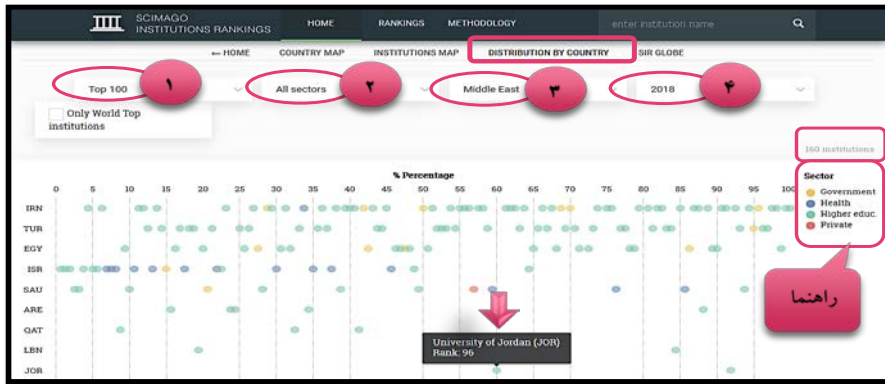 SCIMAGO
INSTITUTIONS RANKINGS
HOME
RANKINGS
METHODOLOGY
enter institution name
← HOME
COUNTRY MAP
INSTITUTIONS MAP
DISTRIBUTION BY COUNTRY
SIR GLOBE
Top 100
۱
All sectors
۲
Middle East
۳
2018
۴
Only World Top
institutions
160 institutions
% Percentage
0 5 10 15 20 25 30 35 40 45 50 55 60 65 70 75 80 85 90 95 100
Sector
Government
Health
Higher educ.
Private
IRN
TUR
EGY
ISR
SAU
ARE
QAT
LBN
JOR
راهنما
University of Jordan (JOR)
Rank: 96